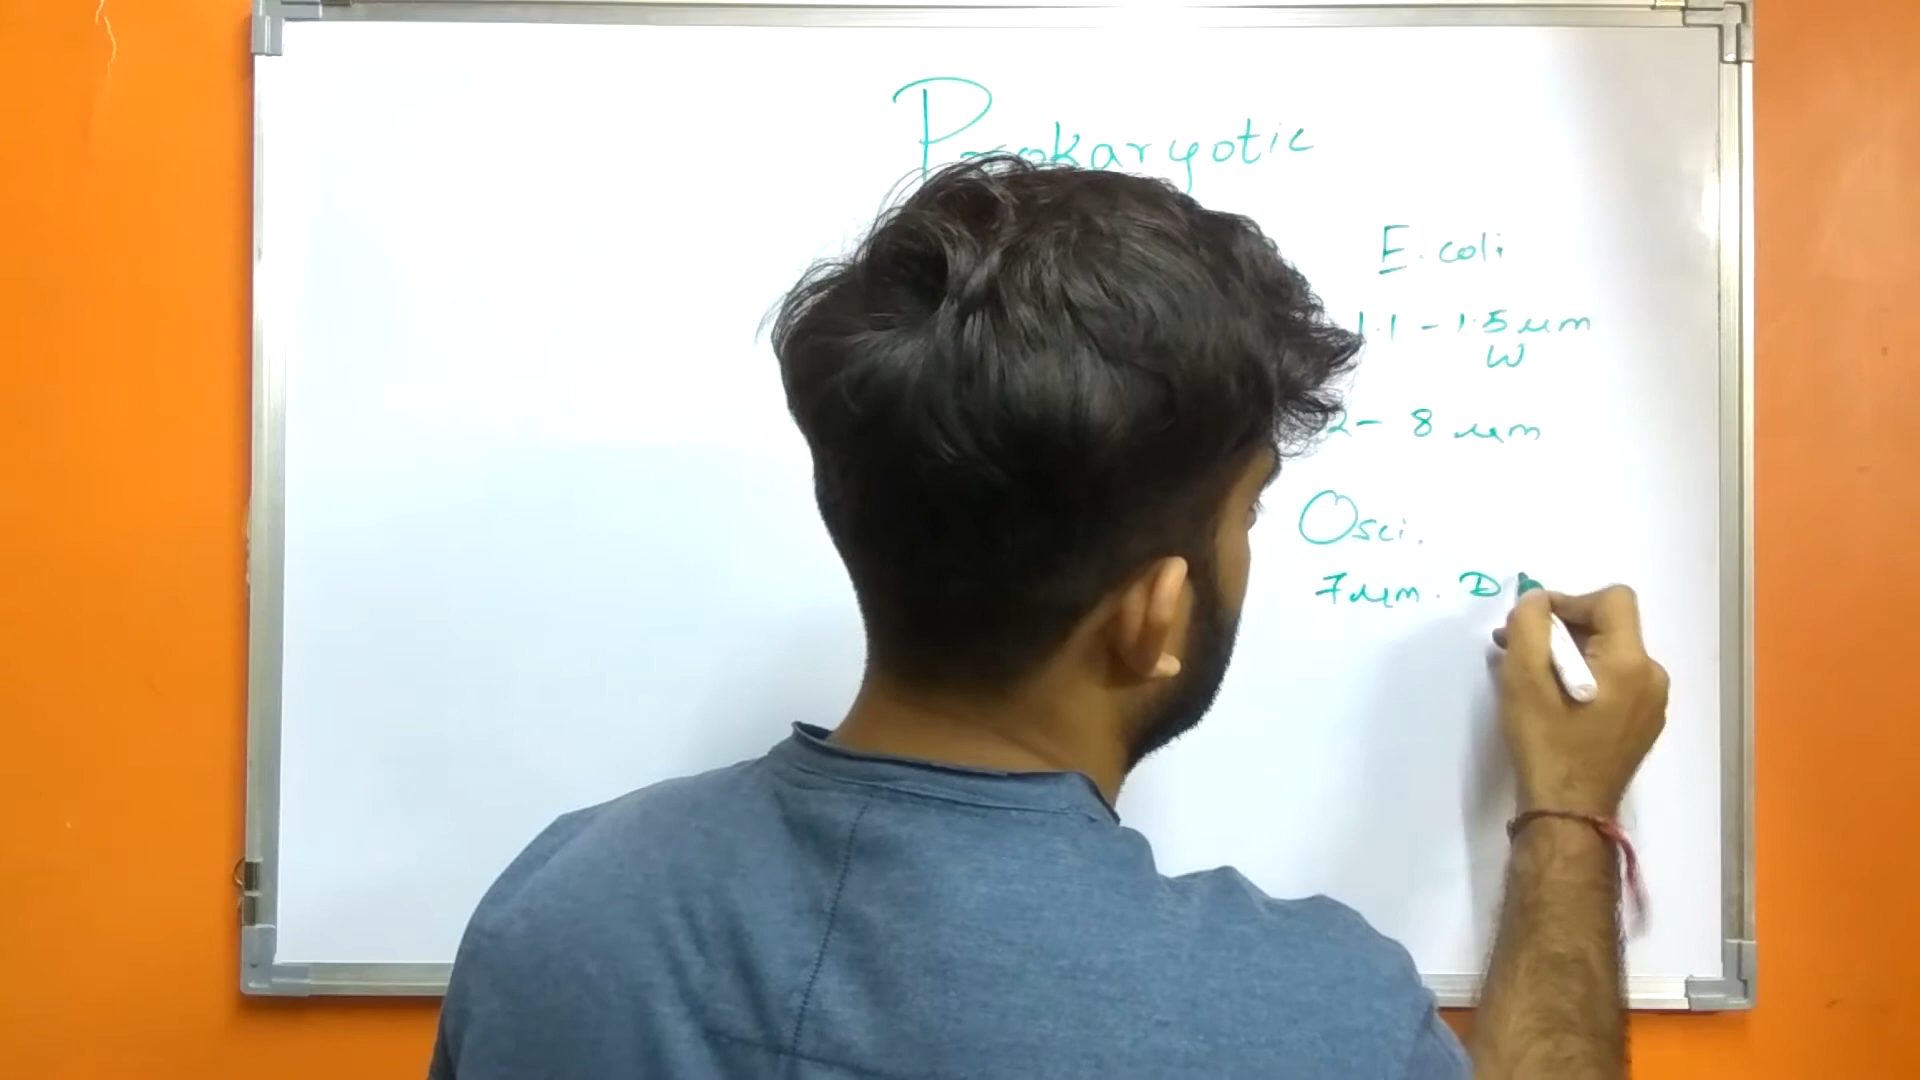 Prokaryotic
E. coli
1.1 - 1.5 μm
W
2 - 8 μm
Osci.
7 μm. D